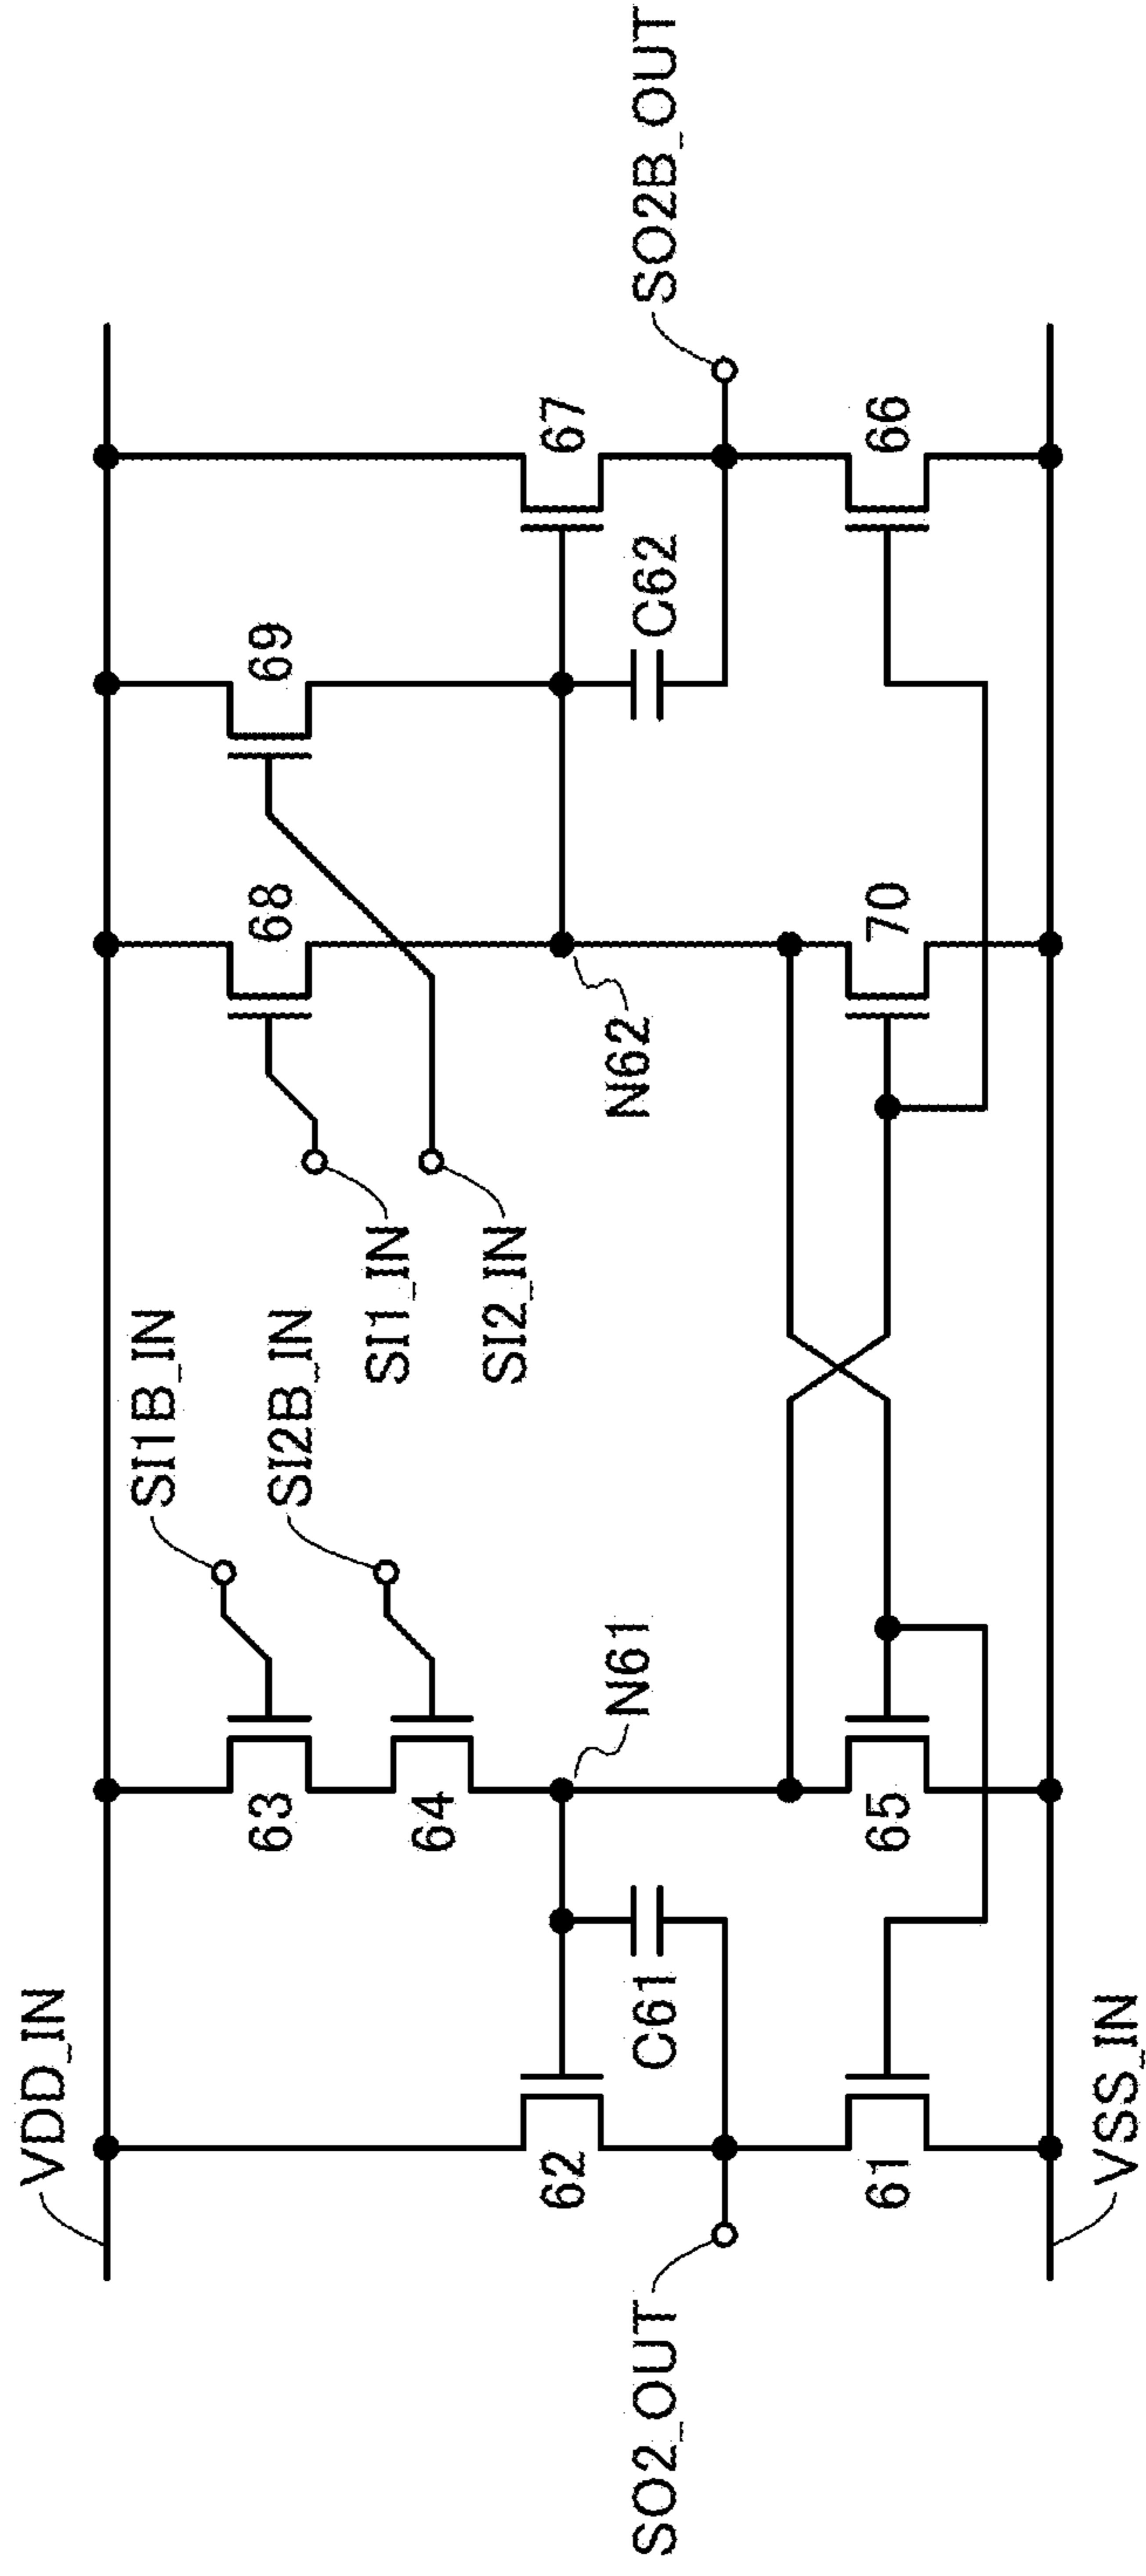 VDD_IN
SI1B_IN
SI2B_IN
SI1_IN
SI2_IN
63
64
68
69
62
C61
N61
N62
C62
67
SO2_OUT
SO2B_OUT
61
65
70
66
VSS_IN